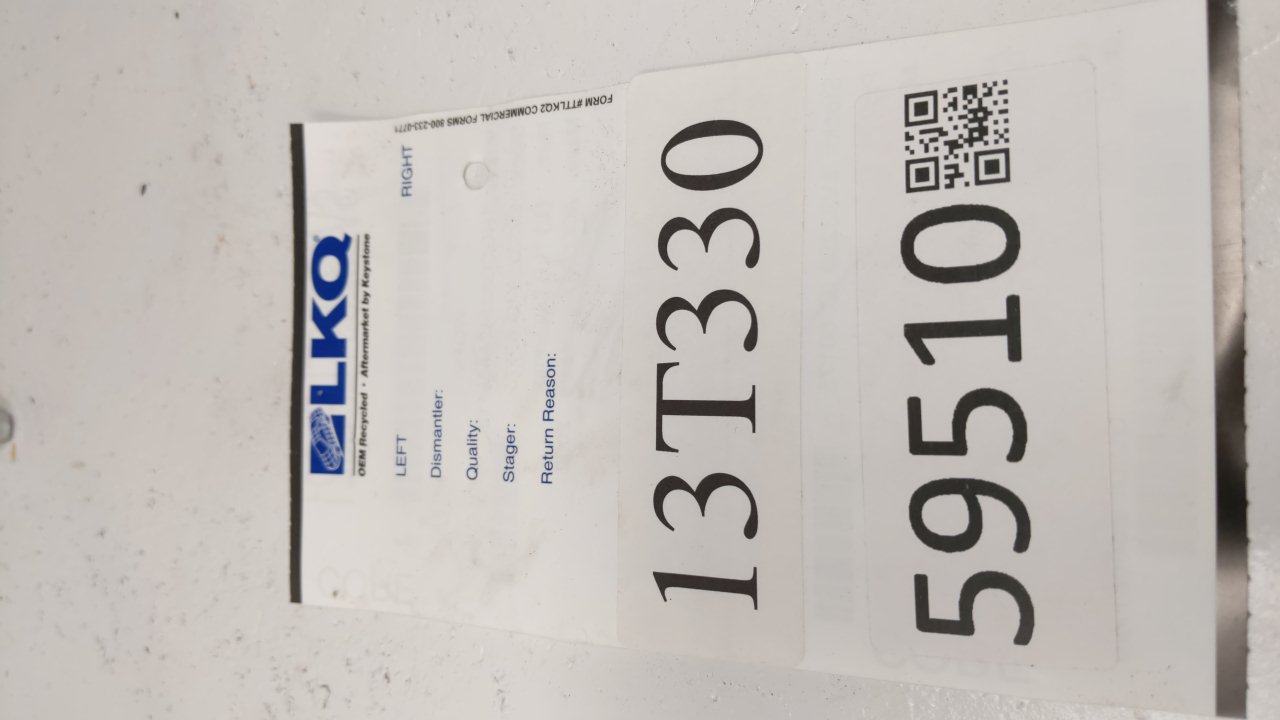 LKQ
OEM Recycled • Aftermarket by Keystone
LEFT RIGHT
Dismantler:
Quality:
Stager:
Return Reason:
FORM #TTLKQ2 COMMERCIAL FORMS 800-233-0771
13T330
59510